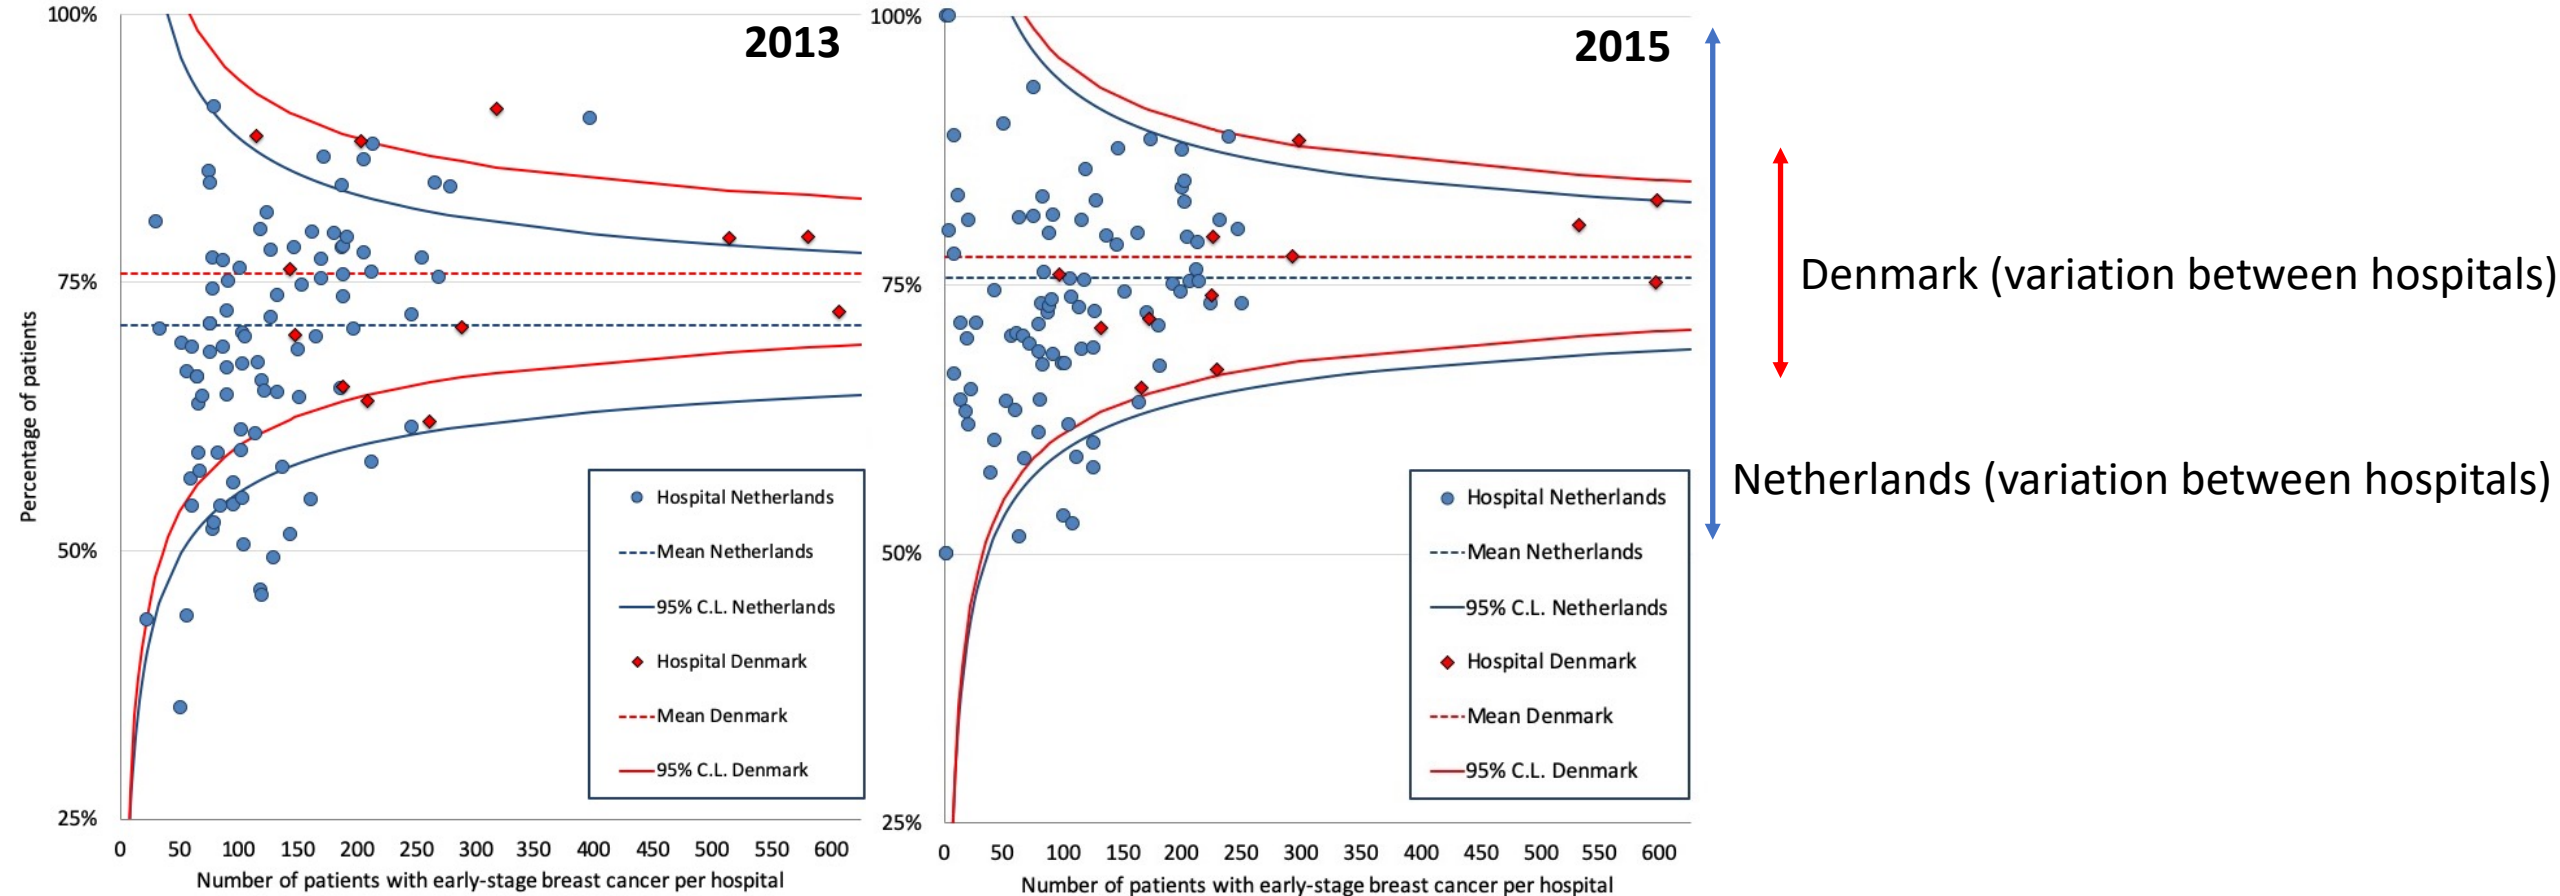 2013
100%
75%
50%
25%
Percentage of patients
0 50 100 150 200 250 300 350 400 450 500 550 600
Number of patients with early-stage breast cancer per hospital
Hospital Netherlands
Mean Netherlands
95% C.L. Netherlands
Hospital Denmark
Mean Denmark
95% C.L. Denmark
2015
100%
75%
50%
25%
0 50 100 150 200 250 300 350 400 450 500 550 600
Number of patients with early-stage breast cancer per hospital
Hospital Netherlands
Mean Netherlands
95% C.L. Netherlands
Hospital Denmark
Mean Denmark
95% C.L. Denmark
Denmark (variation between hospitals)
Netherlands (variation between hospitals)